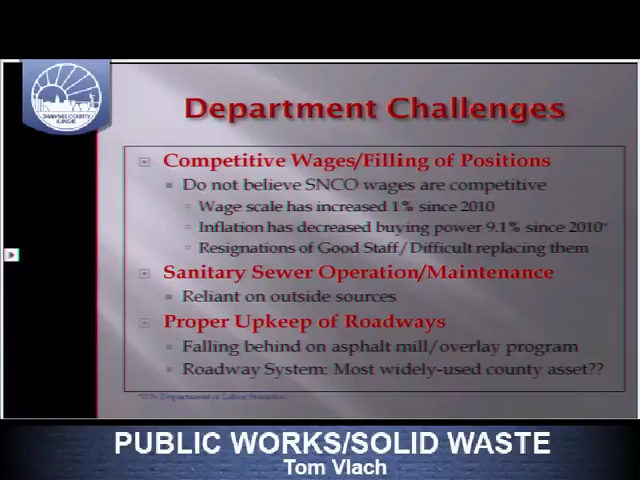 SHAWNEE COUNTY
KANSAS
Department Challenges
Competitive Wages/Filling of Positions
Do not believe SNCO wages are competitive
Wage scale has increased 1% since 2010
Inflation has decreased buying power 9.1% since 2010*
Resignations of Good Staff/Difficult replacing them
Sanitary Sewer Operation/Maintenance
Reliant on outside sources
Proper Upkeep of Roadways
Falling behind on asphalt mill/overlay program
Roadway System: Most widely-used county asset??
*U.S. Department of Labor Statistics
PUBLIC WORKS/SOLID WASTE
Tom Vlach